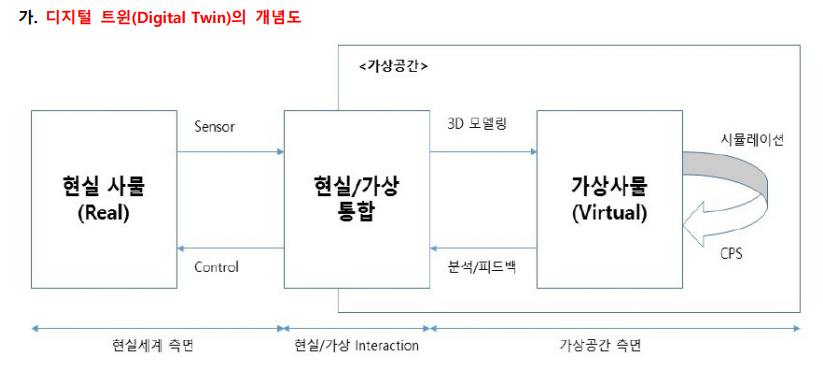 가. 디지털 트윈(Digital Twin)의 개념도
<가상공간>
Sensor
3D 모델링
시뮬레이션
현실 사물
(Real)
현실/가상
통합
가상사물
(Virtual)
Control
분석/피드백
CPS
현실세계 측면
현실/가상 Interaction
가상공간 측면